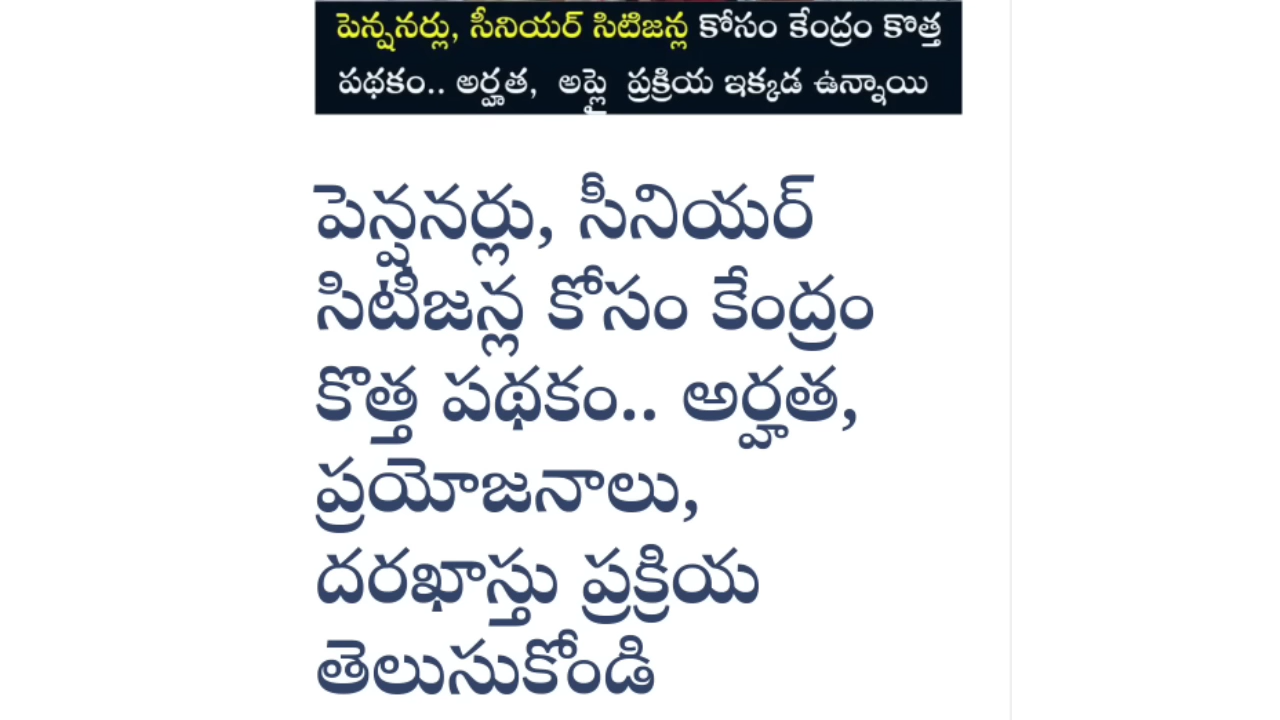 పెన్షనర్లు, సీనియర్ సిటిజన్ల కోసం కేంద్రం కొత్త
పథకం.. అర్హత, అప్లై ప్రక్రియ ఇక్కడ ఉన్నాయి
పెన్షనర్లు, సీనియర్
సిటిజన్ల కోసం కేంద్రం
కొత్త పథకం.. అర్హత,
ప్రయోజనాలు,
దరఖాస్తు ప్రక్రియ
తెలుసుకోండి